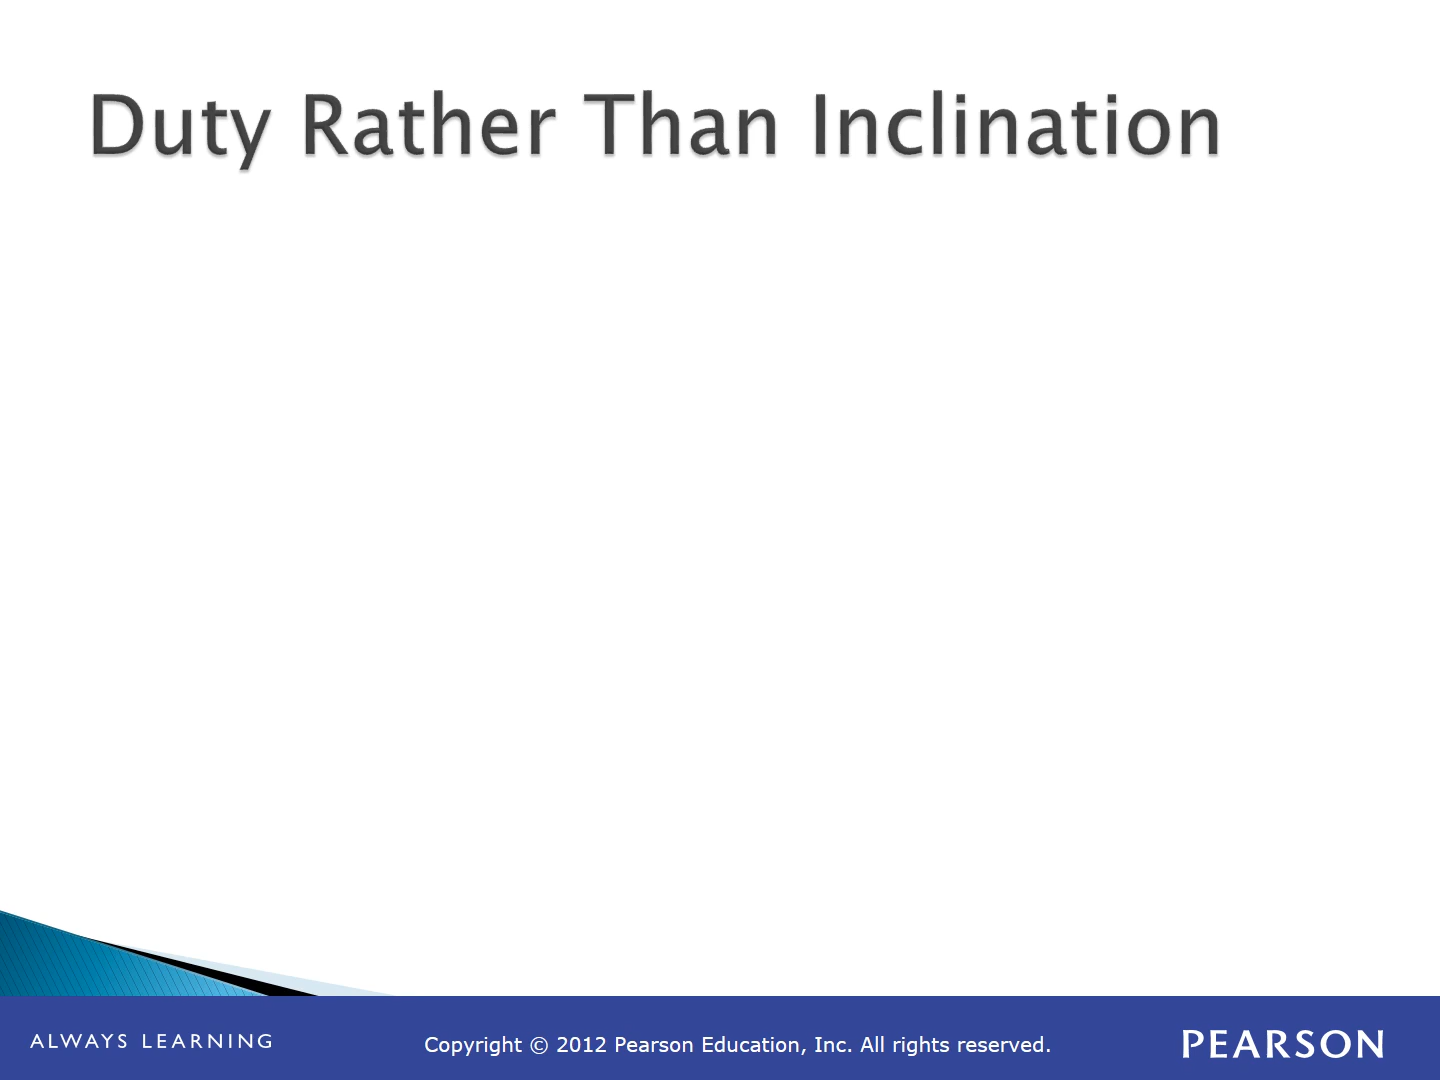 Duty Rather Than Inclination
ALWAYS LEARNING
Copyright © 2012 Pearson Education, Inc. All rights reserved.
PEARSON